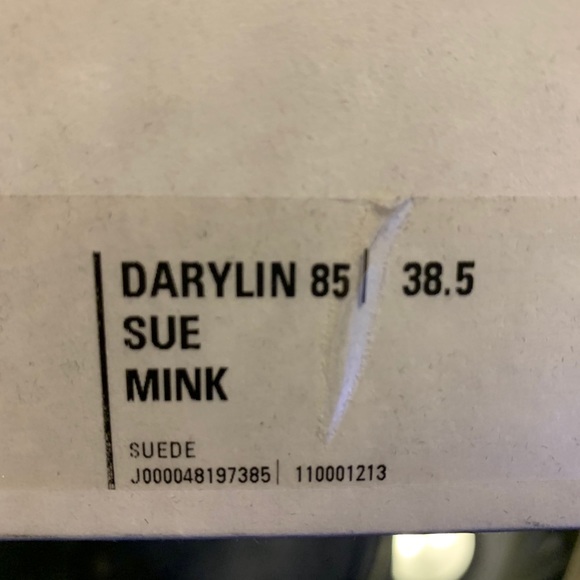 DARYLIN 85 | 38.5
SUE
MINK
SUEDE
J000048197385 | 110001213